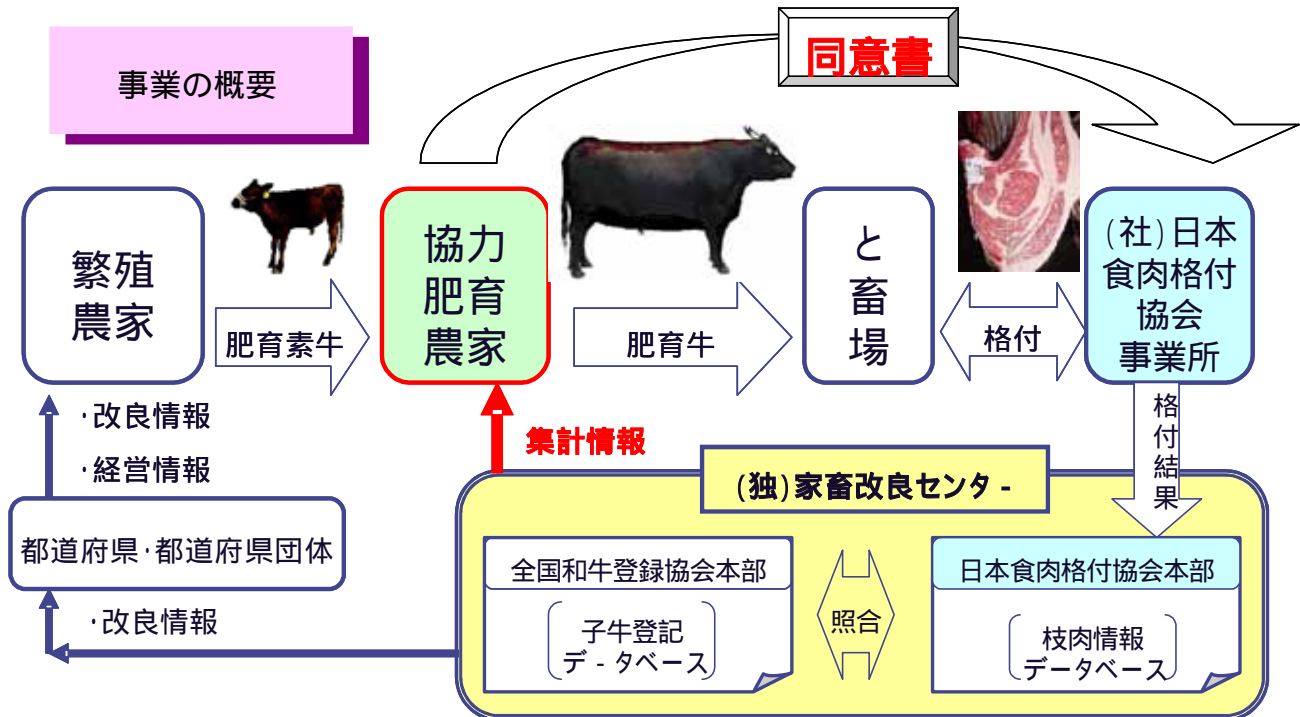 同意書
事業の概要
繁殖
農家
肥育素牛
協力
肥育
農家
肥育牛
と
畜
場
格付
(社)日本
食肉格付
協会
事業所
・改良情報
・経営情報
集計情報
格付結果
(独)家畜改良センタ-
都道府県・都道府県団体
全国和牛登録協会本部
子牛登記
デ-タベース
照合
日本食肉格付協会本部
枝肉情報
データベース
・改良情報